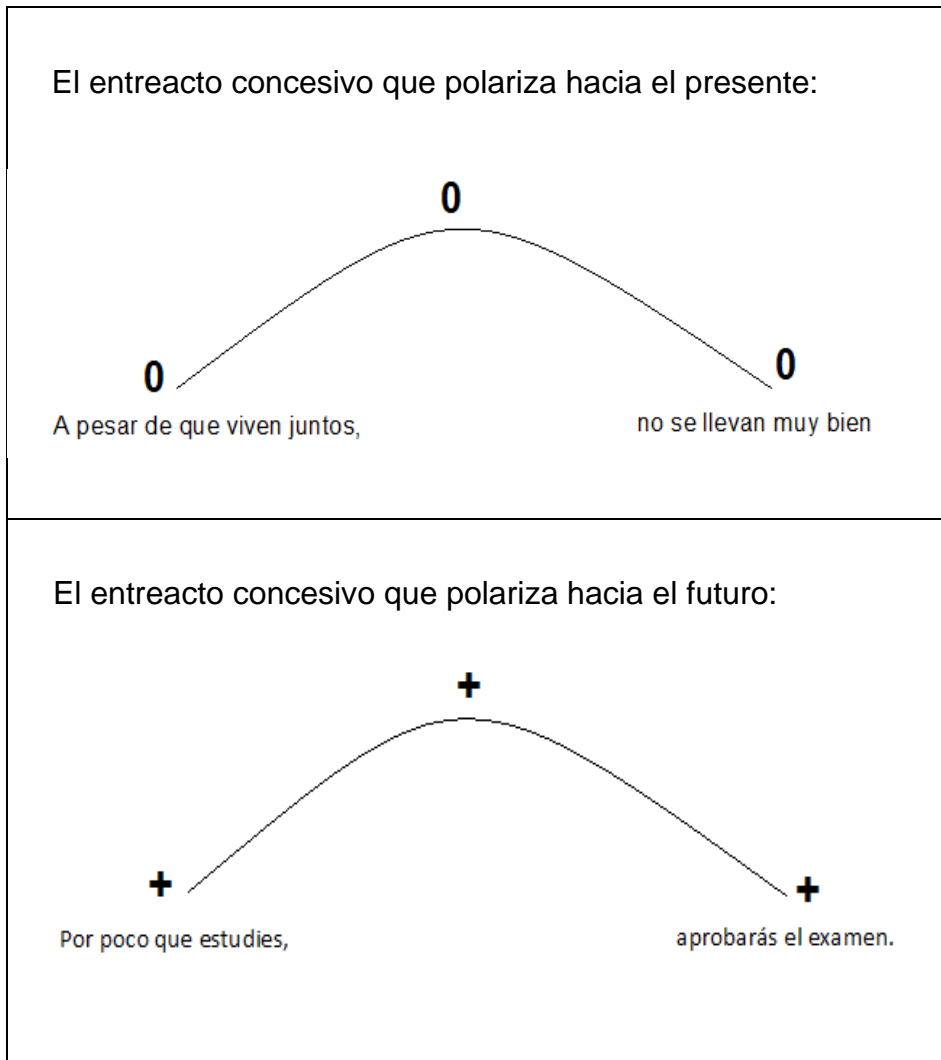 El entreacto concesivo que polariza hacia el presente:
0
0 0
A pesar de que viven juntos, no se llevan muy bien
El entreacto concesivo que polariza hacia el futuro:
+
+ +
Por poco que estudies, aprobarás el examen.